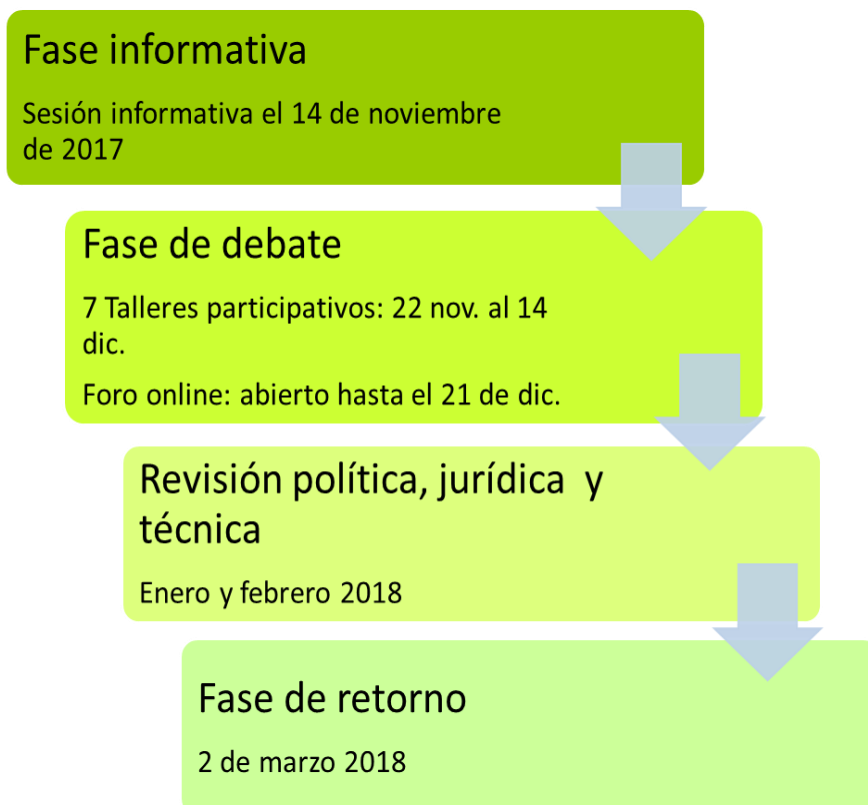 Fase informativa
Sesión informativa el 14 de noviembre
de 2017
Fase de debate
7 Talleres participativos: 22 nov. al 14
dic.
Foro online: abierto hasta el 21 de dic.
Revisión política, jurídica y
técnica
Enero y febrero 2018
Fase de retorno
2 de marzo 2018